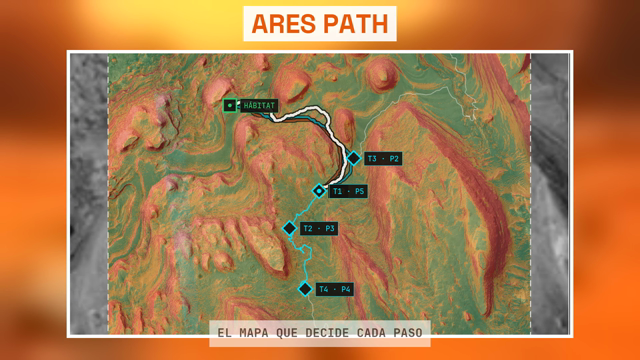 ARES PATH
HÁBITAT
T3 · P2
T1 · P5
T2 · P3
T4 · P4
EL MAPA QUE DECIDE CADA PASO